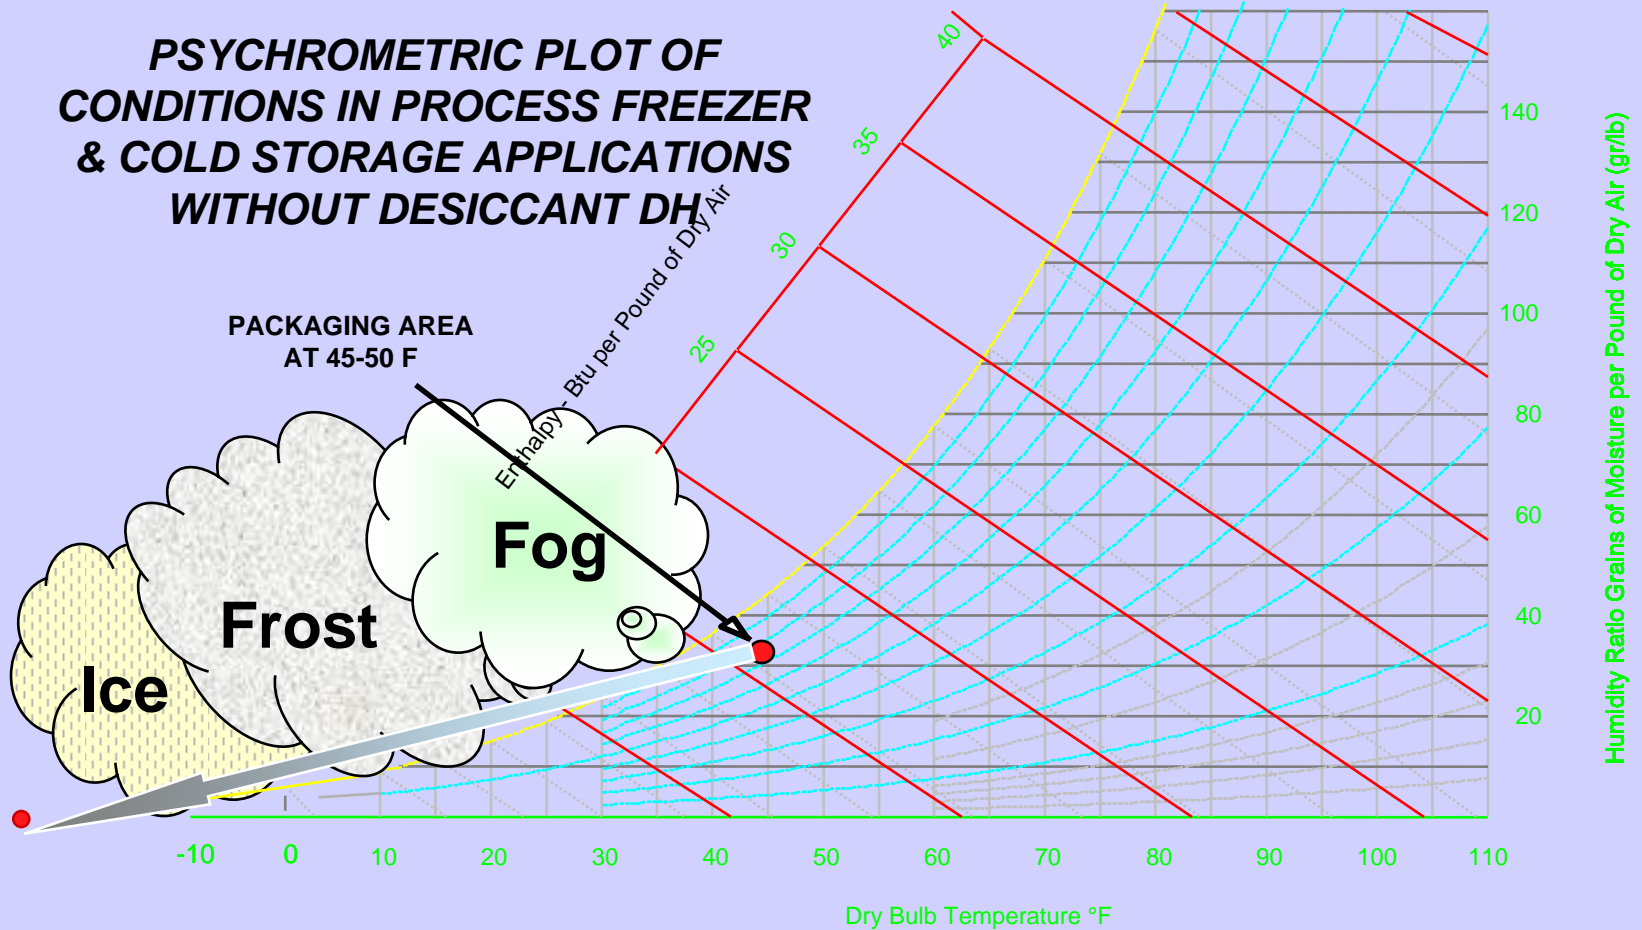 PSYCHROMETRIC PLOT OF
CONDITIONS IN PROCESS FREEZER
& COLD STORAGE APPLICATIONS
WITHOUT DESICCANT DH
PACKAGING AREA
AT 45-50 F
Enthalpy - Btu per Pound of Dry Air
40
35
30
25
Fog
Frost
Ice
140
120
100
80
60
40
20
Humidity Ratio Grains of Moisture per Pound of Dry Air (gr/lb)
-10 0 10 20 30 40 50 60 70 80 90 100 110
Dry Bulb Temperature °F